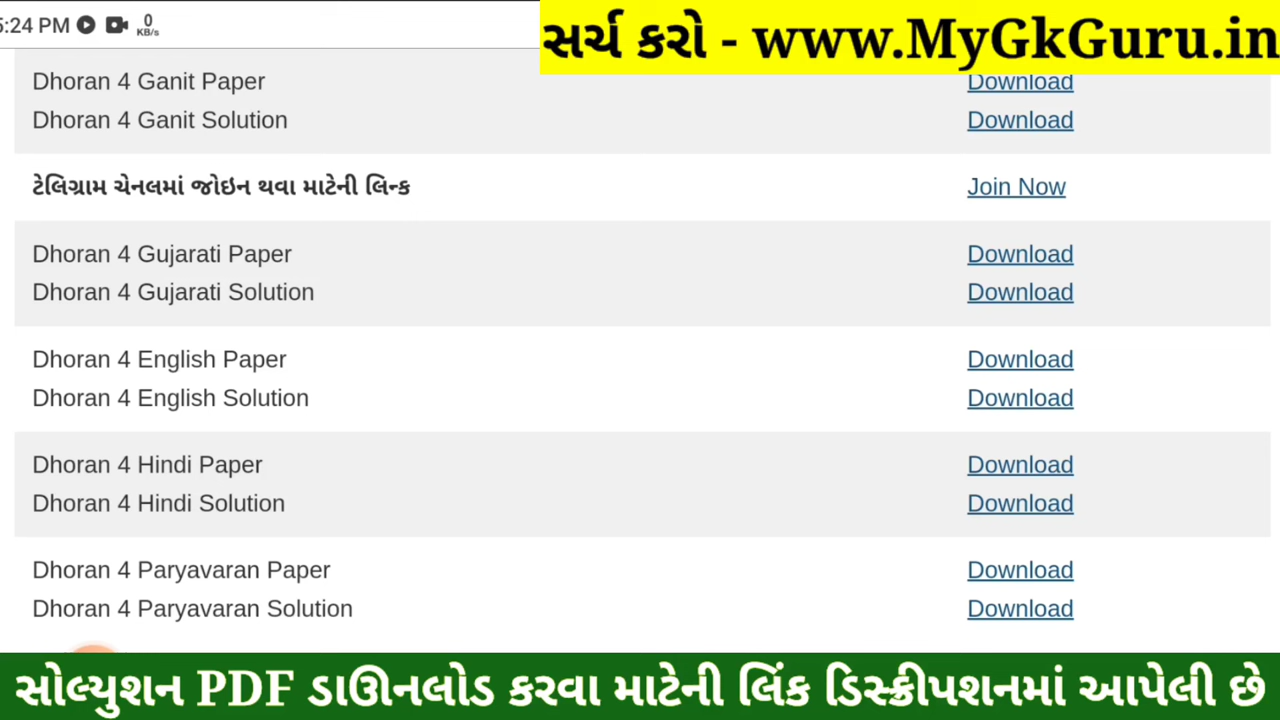 5:24 PM 0 KB/s
સર્ચ કરો - www.MyGkGuru.in
Dhoran 4 Ganit Paper Download
Dhoran 4 Ganit Solution Download
ટેલિગ્રામ ચેનલમાં જોઇન થવા માટેની લિન્ક Join Now
Dhoran 4 Gujarati Paper Download
Dhoran 4 Gujarati Solution Download
Dhoran 4 English Paper Download
Dhoran 4 English Solution Download
Dhoran 4 Hindi Paper Download
Dhoran 4 Hindi Solution Download
Dhoran 4 Paryavaran Paper Download
Dhoran 4 Paryavaran Solution Download
સોલ્યુશન PDF ડાઊનલોડ કરવા માટેની લિંક ડિસ્ક્રીપશનમાં આપેલી છે